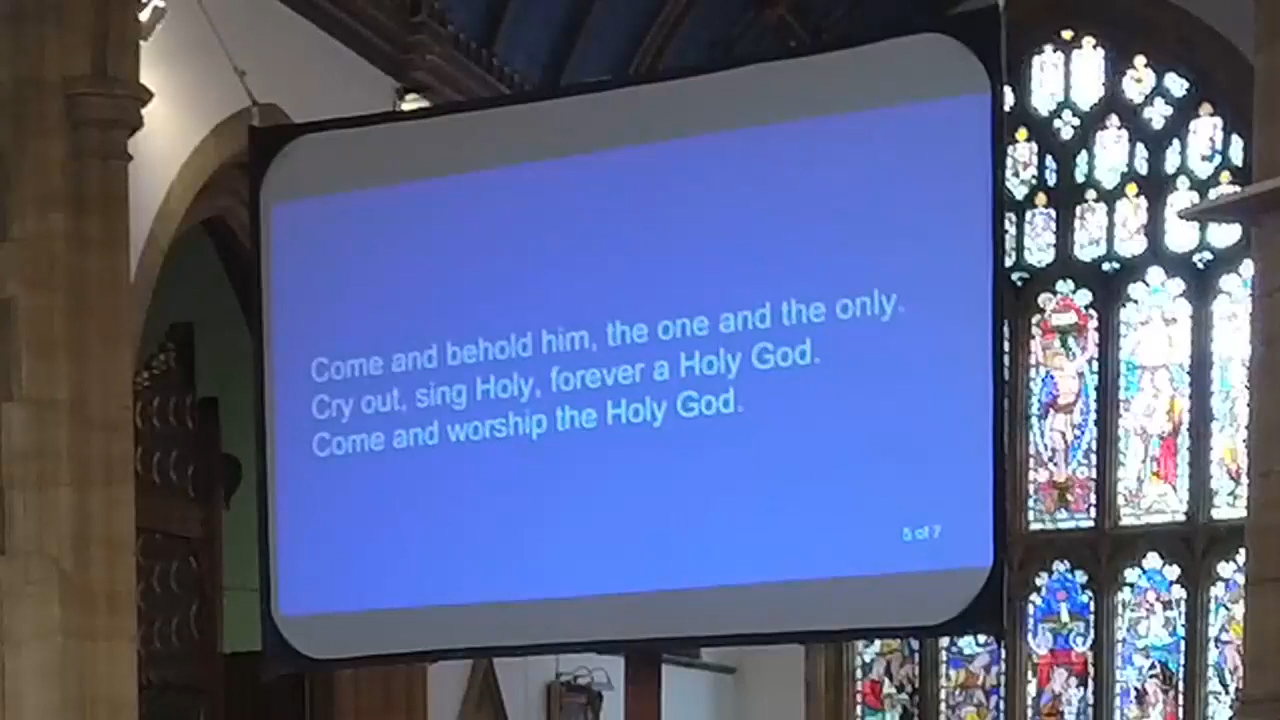 Come and behold him, the one and the only.
Cry out, sing Holy, forever a Holy God.
Come and worship the Holy God.
5 of 7